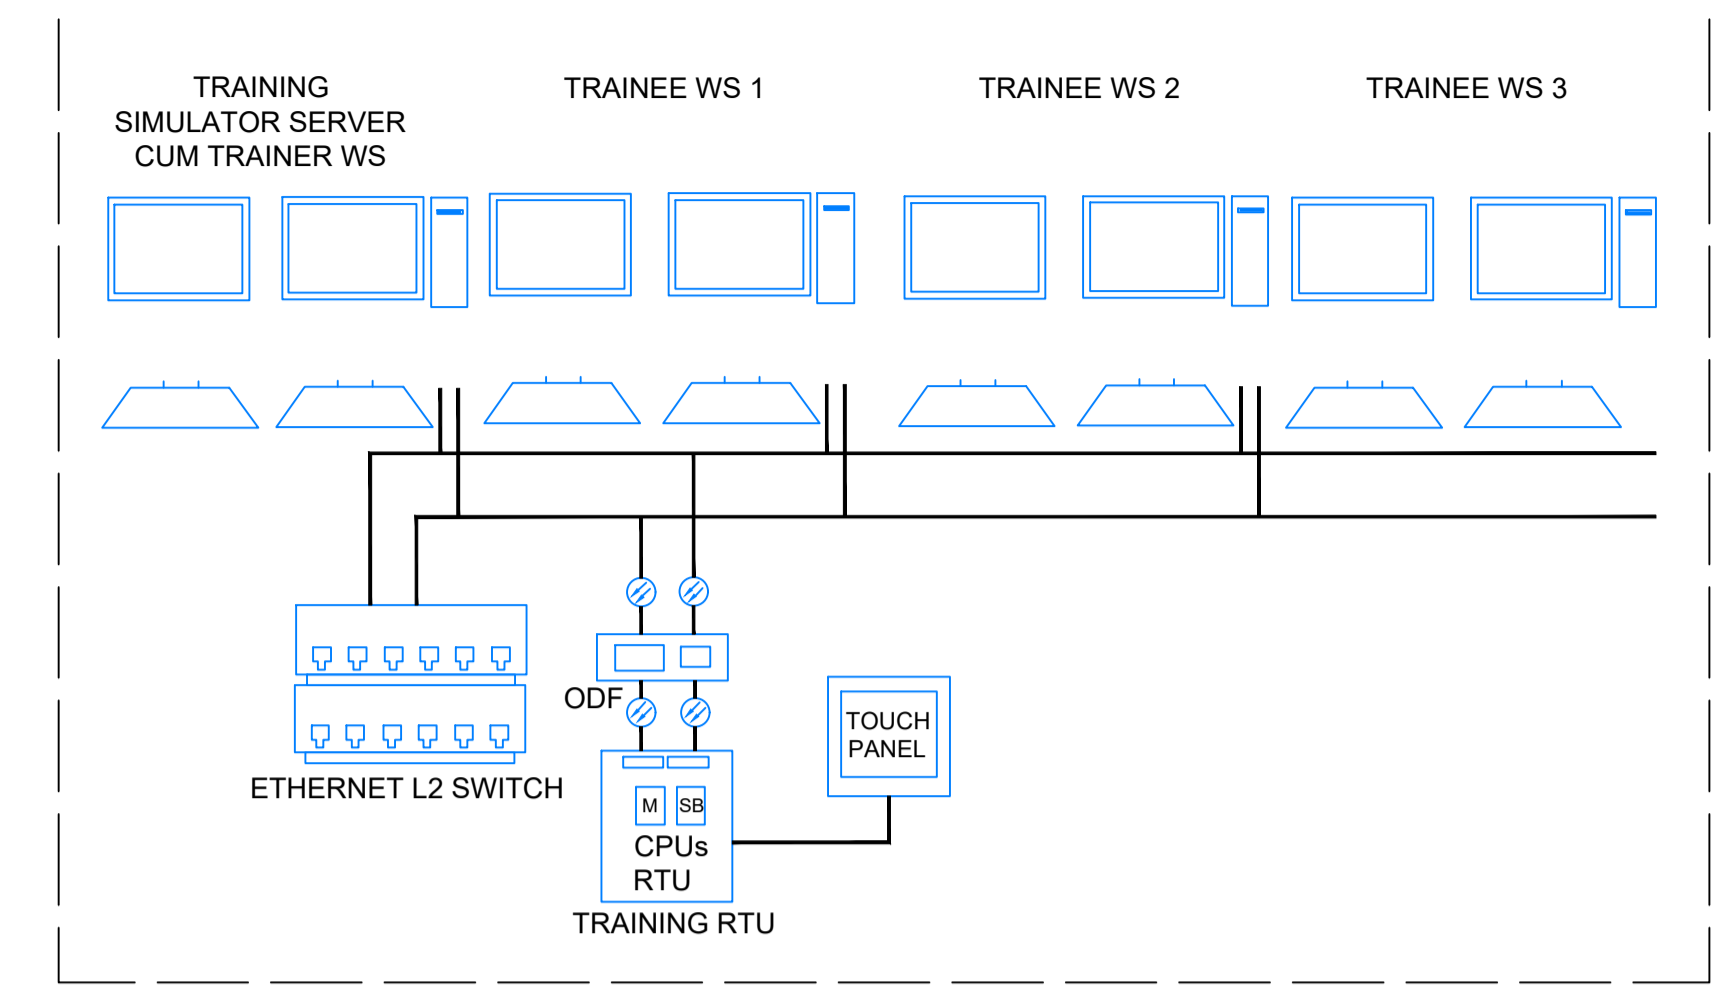 TRAINING
SIMULATOR SERVER
CUM TRAINER WS
TRAINEE WS 1
TRAINEE WS 2
TRAINEE WS 3
ODF
TOUCH
PANEL
ETHERNET L2 SWITCH
M
SB
CPUs
RTU
TRAINING RTU